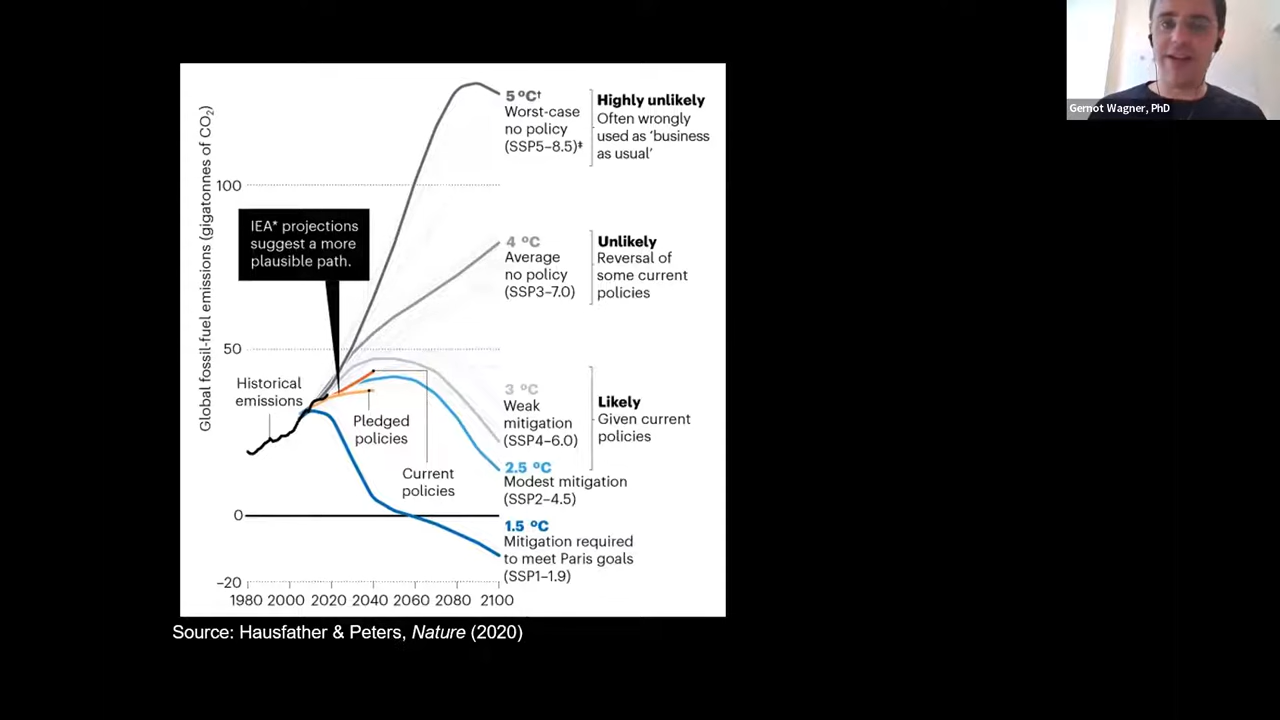 Gernot Wagner, PhD
Global fossil-fuel emissions (gigatonnes of CO₂)
100
50
0
–20
1980 2000 2020 2040 2060 2080 2100
IEA* projections
suggest a more
plausible path.
Historical
emissions
Pledged
policies
Current
policies
5 ºC†
Worst-case
no policy
(SSP5–8.5)‡
Highly unlikely
Often wrongly
used as ‘business
as usual’
4 ºC
Average
no policy
(SSP3–7.0)
Unlikely
Reversal of
some current
policies
3 ºC
Weak
mitigation
(SSP4–6.0)
Likely
Given current
policies
2.5 ºC
Modest mitigation
(SSP2–4.5)
1.5 ºC
Mitigation required
to meet Paris goals
(SSP1–1.9)
Source: Hausfather & Peters, Nature (2020)